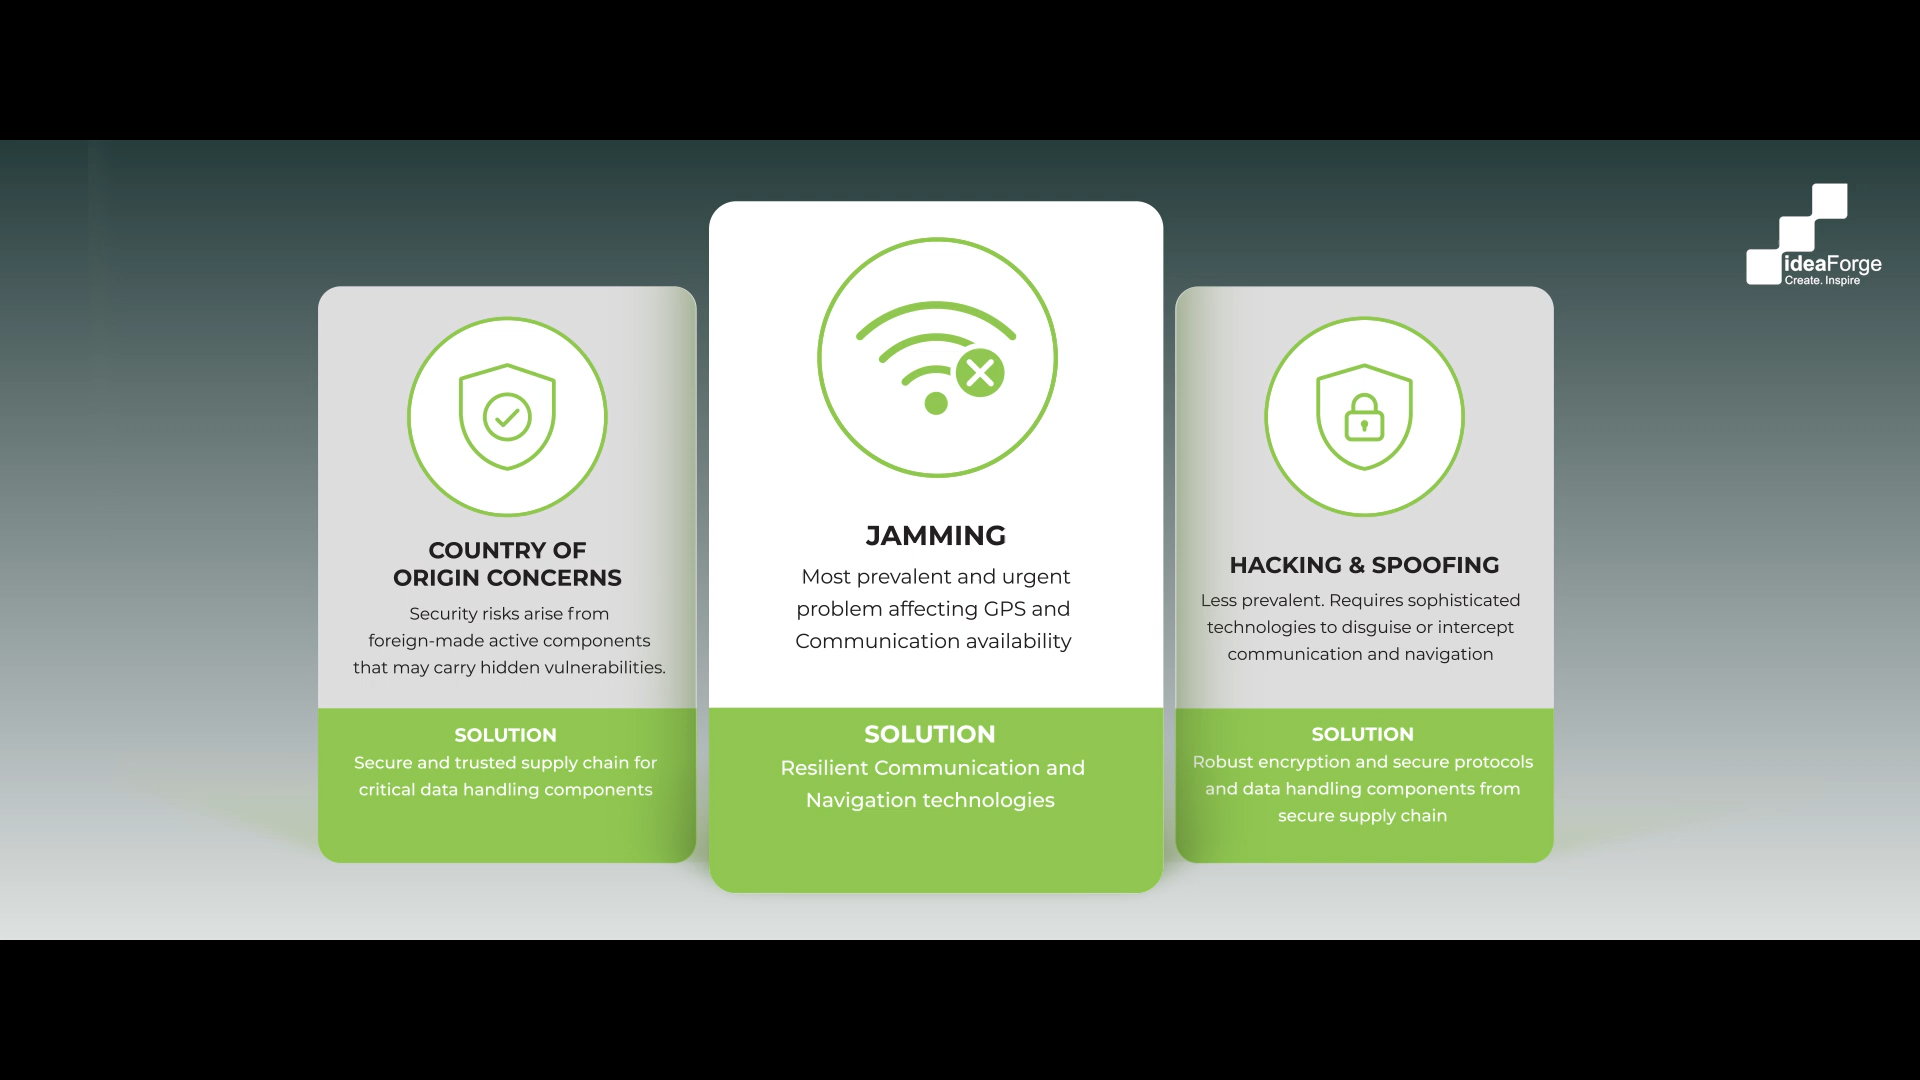 ideaForge
Create. Inspire
COUNTRY OF
ORIGIN CONCERNS
Security risks arise from
foreign-made active components
that may carry hidden vulnerabilities.
SOLUTION
Secure and trusted supply chain for
critical data handling components
JAMMING
Most prevalent and urgent
problem affecting GPS and
Communication availability
SOLUTION
Resilient Communication and
Navigation technologies
HACKING & SPOOFING
Less prevalent. Requires sophisticated
technologies to disguise or intercept
communication and navigation
SOLUTION
Robust encryption and secure protocols
and data handling components from
secure supply chain